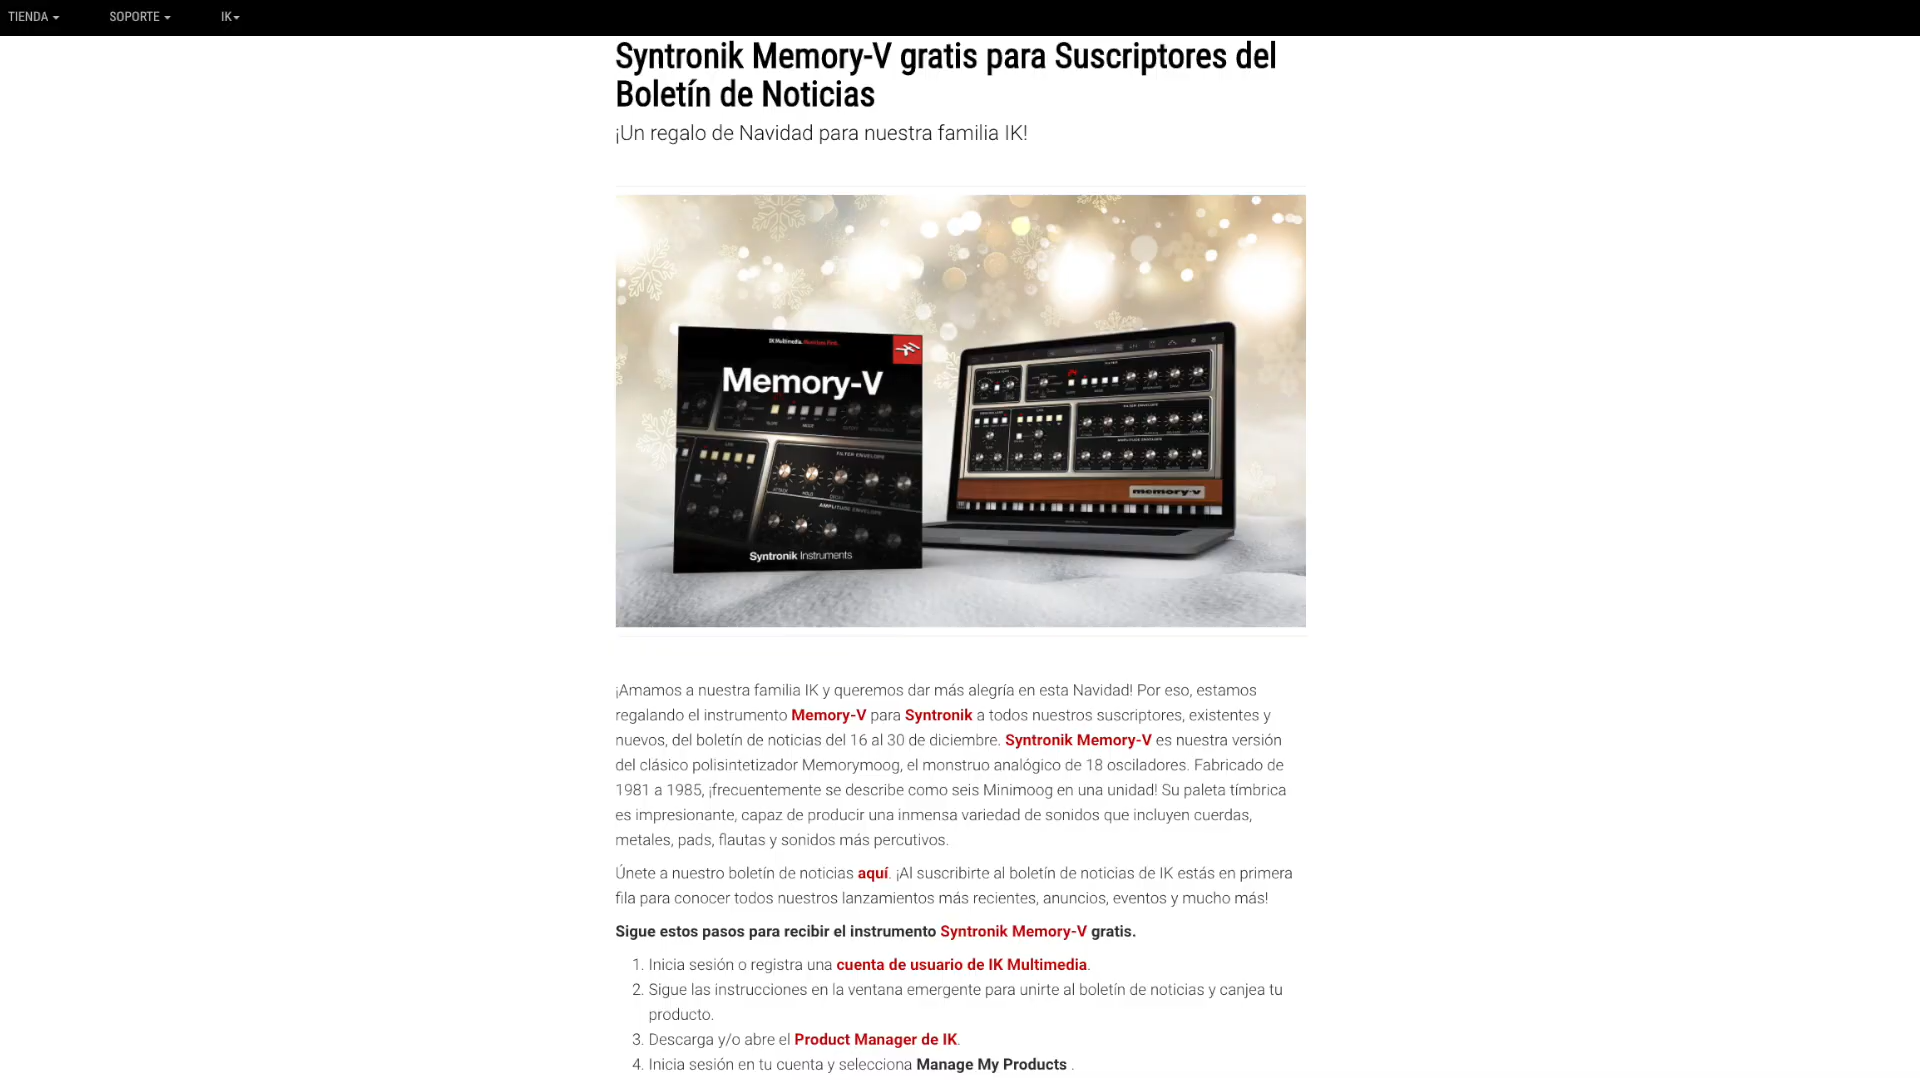 TIENDA
SOPORTE
IK
Syntronik Memory-V gratis para Suscriptores del
Boletín de Noticias
¡Un regalo de Navidad para nuestra familia IK!
IK Multimedia. Musicians First.
Memory-V
FILTER ENVELOPE
AMPLITUDE ENVELOPE
Syntronik Instruments
memory-v
¡Amamos a nuestra familia IK y queremos dar más alegría en esta Navidad! Por eso, estamos
regalando el instrumento Memory-V para Syntronik a todos nuestros suscriptores, existentes y
nuevos, del boletín de noticias del 16 al 30 de diciembre. Syntronik Memory-V es nuestra versión
del clásico polisintetizador Memorymoog, el monstruo analógico de 18 osciladores. Fabricado de
1981 a 1985, ¡frecuentemente se describe como seis Minimoog en una unidad! Su paleta tímbrica
es impresionante, capaz de producir una inmensa variedad de sonidos que incluyen cuerdas,
metales, pads, flautas y sonidos más percutivos.
Únete a nuestro boletín de noticias aquí. ¡Al suscribirte al boletín de noticias de IK estás en primera
fila para conocer todos nuestros lanzamientos más recientes, anuncios, eventos y mucho más!
Sigue estos pasos para recibir el instrumento Syntronik Memory-V gratis.
1. Inicia sesión o registra una cuenta de usuario de IK Multimedia.
2. Sigue las instrucciones en la ventana emergente para unirte al boletín de noticias y canjea tu
producto.
3. Descarga y/o abre el Product Manager de IK.
4. Inicia sesión en tu cuenta y selecciona Manage My Products .